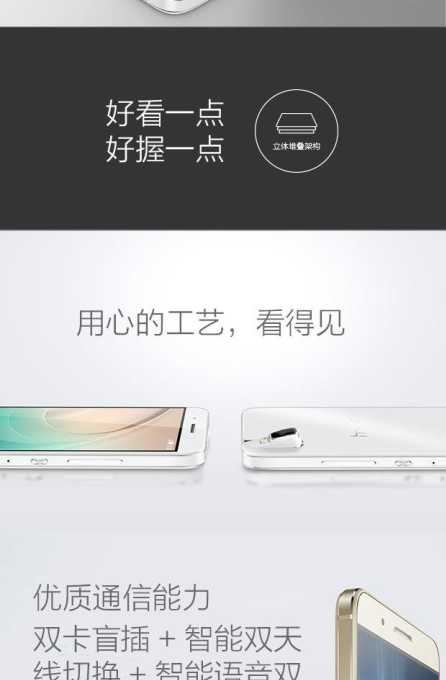 好看一点
好握一点
立体堆叠架构
用心的工艺，看得见
优质通信能力
双卡盲插 + 智能双天
线切换 + 智能语音双